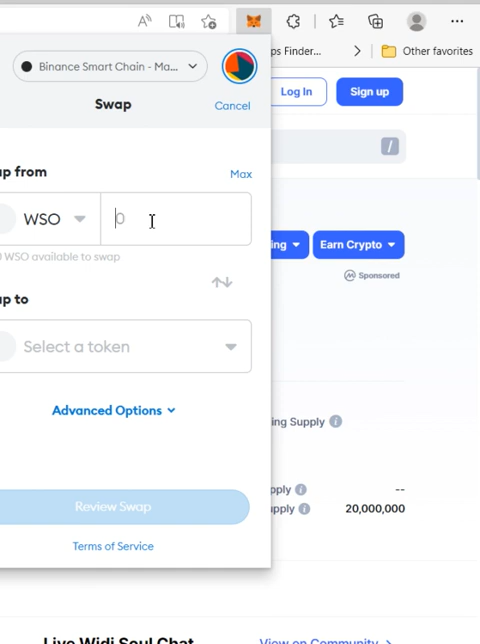 ps Finder...
Other favorites
Binance Smart Chain - Ma...
Swap
Cancel
Log In
Sign up
/
ap from
Max
WSO
0
WSO available to swap
ing
Earn Crypto
Sponsored
ap to
Select a token
Advanced Options
ing Supply
pply
--
upply
20,000,000
Review Swap
Terms of Service
Live Widi Soul Chat
View on Community